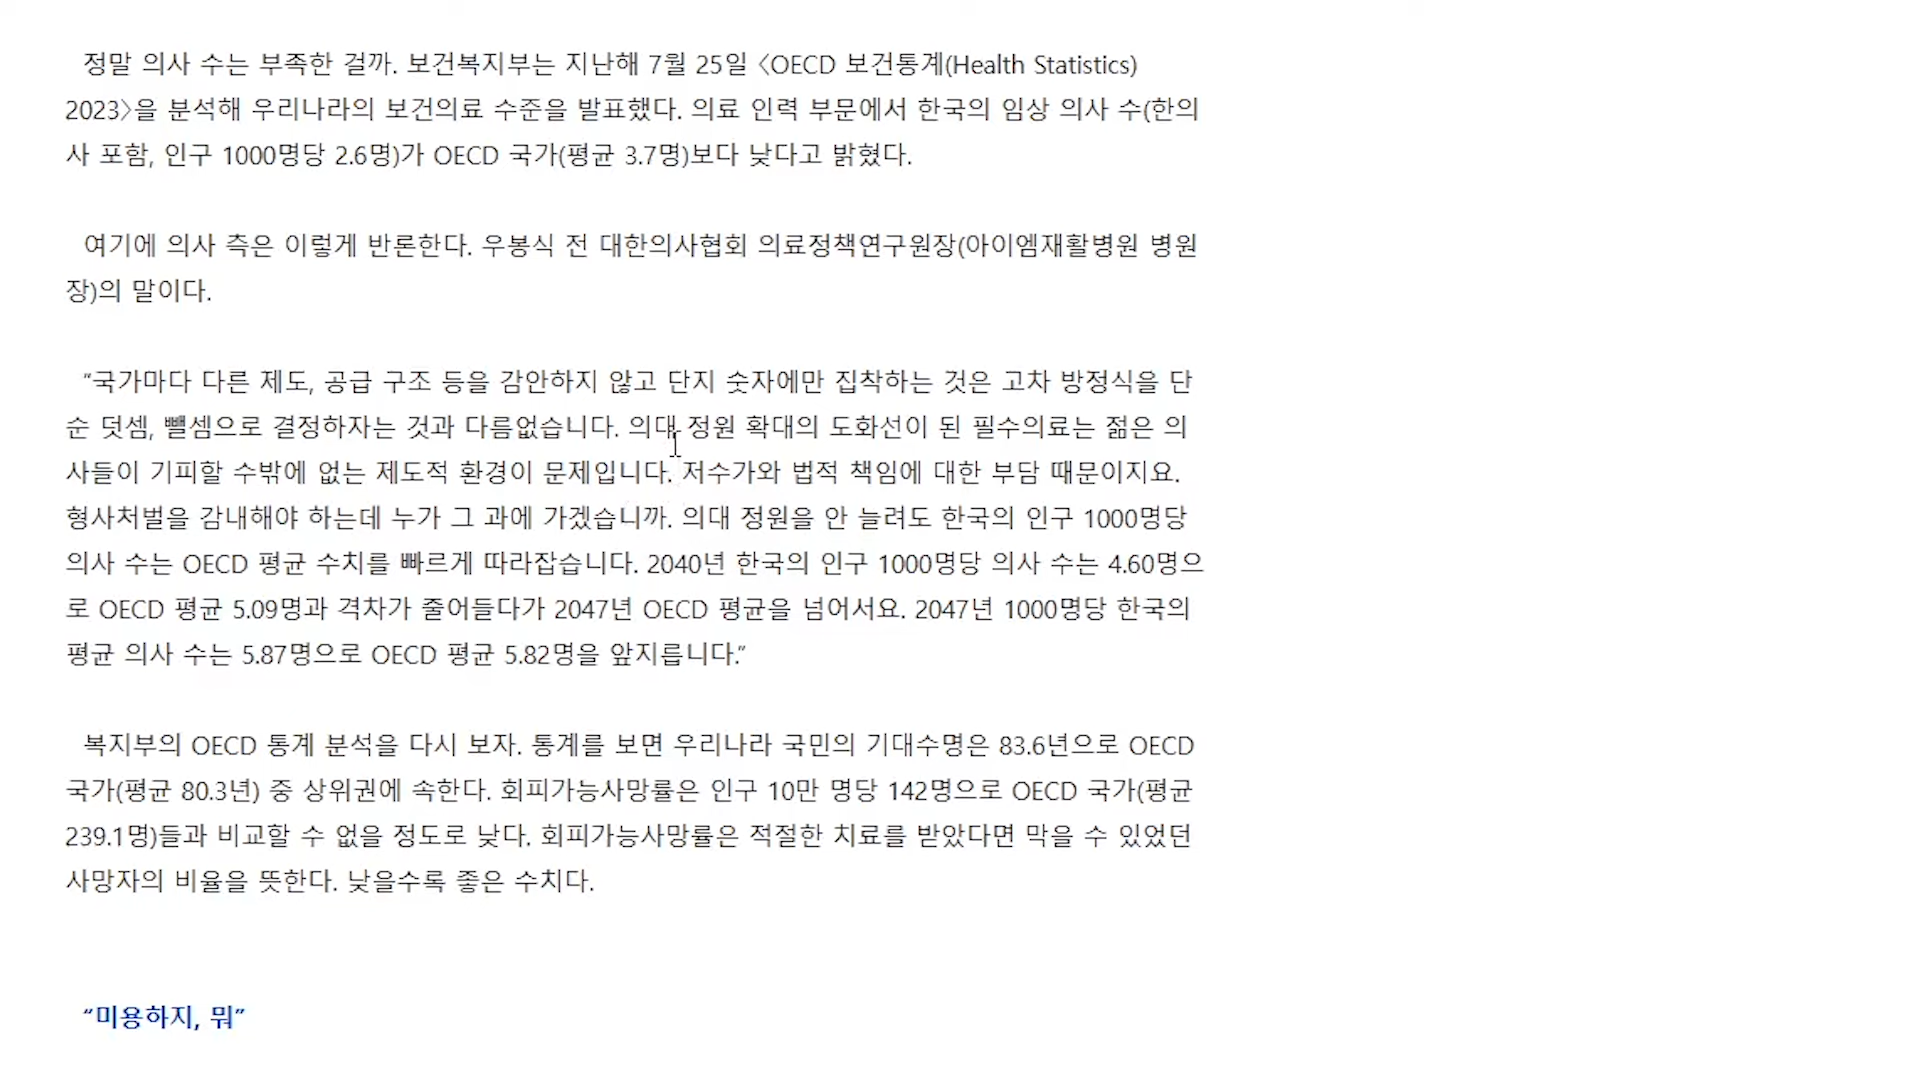 정말 의사 수는 부족한 걸까. 보건복지부는 지난해 7월 25일 〈OECD 보건통계(Health Statistics)
2023〉을 분석해 우리나라의 보건의료 수준을 발표했다. 의료 인력 부문에서 한국의 임상 의사 수(한의
사 포함, 인구 1000명당 2.6명)가 OECD 국가(평균 3.7명)보다 낮다고 밝혔다.
여기에 의사 측은 이렇게 반론한다. 우봉식 전 대한의사협회 의료정책연구원장(아이엠재활병원 병원
장)의 말이다.
“국가마다 다른 제도, 공급 구조 등을 감안하지 않고 단지 숫자에만 집착하는 것은 고차 방정식을 단
순 덧셈, 뺄셈으로 결정하자는 것과 다름없습니다. 의대 정원 확대의 도화선이 된 필수의료는 젊은 의
사들이 기피할 수밖에 없는 제도적 환경이 문제입니다. 저수가와 법적 책임에 대한 부담 때문이지요.
형사처벌을 감내해야 하는데 누가 그 과에 가겠습니까. 의대 정원을 안 늘려도 한국의 인구 1000명당
의사 수는 OECD 평균 수치를 빠르게 따라잡습니다. 2040년 한국의 인구 1000명당 의사 수는 4.60명으
로 OECD 평균 5.09명과 격차가 줄어들다가 2047년 OECD 평균을 넘어서요. 2047년 1000명당 한국의
평균 의사 수는 5.87명으로 OECD 평균 5.82명을 앞지릅니다.”
복지부의 OECD 통계 분석을 다시 보자. 통계를 보면 우리나라 국민의 기대수명은 83.6년으로 OECD
국가(평균 80.3년) 중 상위권에 속한다. 회피가능사망률은 인구 10만 명당 142명으로 OECD 국가(평균
239.1명)들과 비교할 수 없을 정도로 낮다. 회피가능사망률은 적절한 치료를 받았다면 막을 수 있었던
사망자의 비율을 뜻한다. 낮을수록 좋은 수치다.
“미용하지, 뭐”